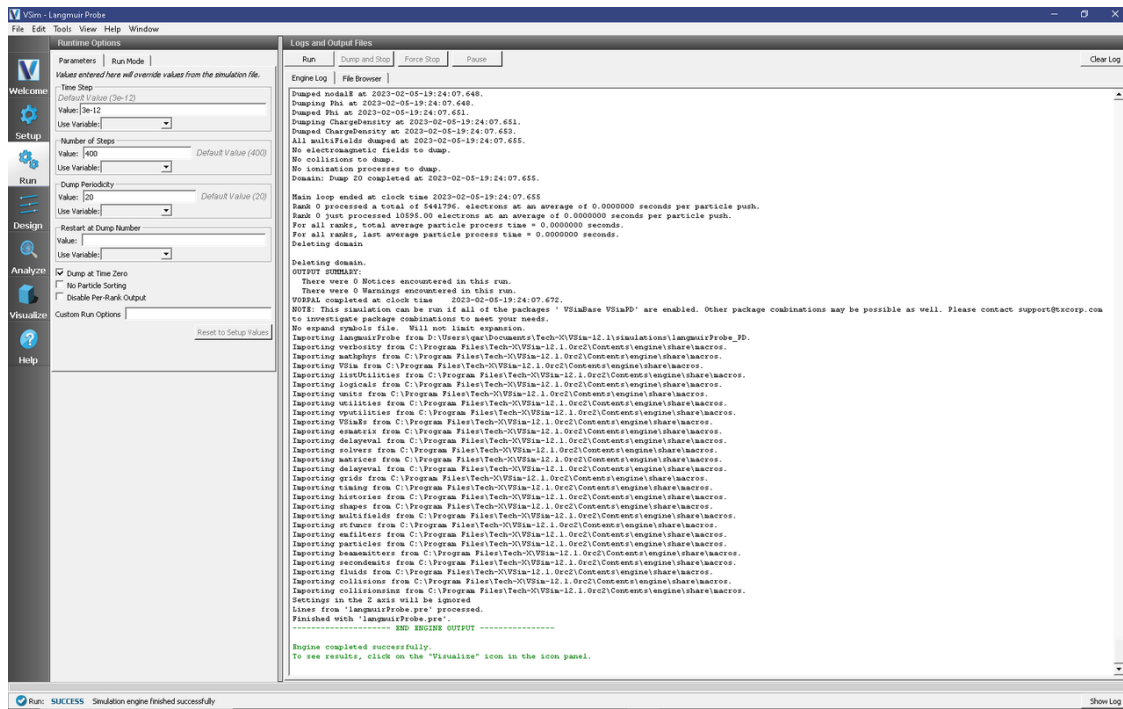 VSim - Langmuir Probe
File Edit Tools View Help Window
Welcome
Setup
Run
Design
Analyze
Visualize
Help
Runtime Options
Parameters
Run Mode
Values entered here will override values from the simulation file.
Time Step
Default Value (3e-12)
Value: 3e-12
Use Variable:
Number of Steps
Value: 400
Default Value (400)
Use Variable:
Dump Periodicity
Value: 20
Default Value (20)
Use Variable:
Restart at Dump Number
Value:
Use Variable:
Dump at Time Zero
No Particle Sorting
Disable Per-Rank Output
Custom Run Options
Reset to Setup Values
Logs and Output Files
Run
Dump and Stop
Force Stop
Pause
Clear Log
Engine Log
File Browser
Dumped nodalE at 2023-02-05-19:24:07.648.
Dumping Phi at 2023-02-05-19:24:07.648.
Dumped Phi at 2023-02-05-19:24:07.651.
Dumping ChargeDensity at 2023-02-05-19:24:07.651.
Dumped ChargeDensity at 2023-02-05-19:24:07.653.
All multiFields dumped at 2023-02-05-19:24:07.655.
No electromagnetic fields to dump.
No collisions to dump.
No ionization processes to dump.
Domain: Dump 20 completed at 2023-02-05-19:24:07.655.
Main loop ended at clock time 2023-02-05-19:24:07.655
Rank 0 processed a total of 5441796. electrons at an average of 0.0000000 seconds per particle push.
Rank 0 just processed 10595.00 electrons at an average of 0.0000000 seconds per particle push.
For all ranks, total average particle process time = 0.0000000 seconds.
For all ranks, last average particle process time = 0.0000000 seconds.
Deleting domain
Deleting domain.
OUTPUT SUMMARY:
There were 0 Notices encountered in this run.
There were 0 Warnings encountered in this run.
VORPAL completed at clock time 2023-02-05-19:24:07.672.
NOTE: This simulation can be run if all of the packages ' VSimBase VSimPD' are enabled. Other package combinations may be possible as well. Please contact support@txcorp.com
to investigate package combinations to meet your needs.
No expand symbols file. Will not limit expansion.
Importing langmuirProbe from D:\Users\qar\Documents\Tech-X\VSim-12.1\simulations\langmuirProbe_PD.
Importing verbosity from C:\Program Files\Tech-X\VSim-12.1.0rc2\Contents\engine\share\macros.
Importing mathphys from C:\Program Files\Tech-X\VSim-12.1.0rc2\Contents\engine\share\macros.
Importing VSim from C:\Program Files\Tech-X\VSim-12.1.0rc2\Contents\engine\share\macros.
Importing listUtilities from C:\Program Files\Tech-X\VSim-12.1.0rc2\Contents\engine\share\macros.
Importing logicals from C:\Program Files\Tech-X\VSim-12.1.0rc2\Contents\engine\share\macros.
Importing units from C:\Program Files\Tech-X\VSim-12.1.0rc2\Contents\engine\share\macros.
Importing utilities from C:\Program Files\Tech-X\VSim-12.1.0rc2\Contents\engine\share\macros.
Importing vputilities from C:\Program Files\Tech-X\VSim-12.1.0rc2\Contents\engine\share\macros.
Importing VSimEs from C:\Program Files\Tech-X\VSim-12.1.0rc2\Contents\engine\share\macros.
Importing esmatrix from C:\Program Files\Tech-X\VSim-12.1.0rc2\Contents\engine\share\macros.
Importing delayeval from C:\Program Files\Tech-X\VSim-12.1.0rc2\Contents\engine\share\macros.
Importing solvers from C:\Program Files\Tech-X\VSim-12.1.0rc2\Contents\engine\share\macros.
Importing matrices from C:\Program Files\Tech-X\VSim-12.1.0rc2\Contents\engine\share\macros.
Importing delayeval from C:\Program Files\Tech-X\VSim-12.1.0rc2\Contents\engine\share\macros.
Importing grids from C:\Program Files\Tech-X\VSim-12.1.0rc2\Contents\engine\share\macros.
Importing timing from C:\Program Files\Tech-X\VSim-12.1.0rc2\Contents\engine\share\macros.
Importing histories from C:\Program Files\Tech-X\VSim-12.1.0rc2\Contents\engine\share\macros.
Importing shapes from C:\Program Files\Tech-X\VSim-12.1.0rc2\Contents\engine\share\macros.
Importing multifields from C:\Program Files\Tech-X\VSim-12.1.0rc2\Contents\engine\share\macros.
Importing stfuncs from C:\Program Files\Tech-X\VSim-12.1.0rc2\Contents\engine\share\macros.
Importing emfilters from C:\Program Files\Tech-X\VSim-12.1.0rc2\Contents\engine\share\macros.
Importing particles from C:\Program Files\Tech-X\VSim-12.1.0rc2\Contents\engine\share\macros.
Importing beamemitters from C:\Program Files\Tech-X\VSim-12.1.0rc2\Contents\engine\share\macros.
Importing secondemits from C:\Program Files\Tech-X\VSim-12.1.0rc2\Contents\engine\share\macros.
Importing fluids from C:\Program Files\Tech-X\VSim-12.1.0rc2\Contents\engine\share\macros.
Importing collisions from C:\Program Files\Tech-X\VSim-12.1.0rc2\Contents\engine\share\macros.
Importing collisionsinx from C:\Program Files\Tech-X\VSim-12.1.0rc2\Contents\engine\share\macros.
Settings in the Z axis will be ignored
Lines from 'langmuirProbe.pre' processed.
Finished with 'langmuirProbe.pre'.
--------------------- END ENGINE OUTPUT ----------------
Engine completed successfully.
To see results, click on the "Visualize" icon in the icon panel.
Run: SUCCESS Simulation engine finished successfully
Show Log